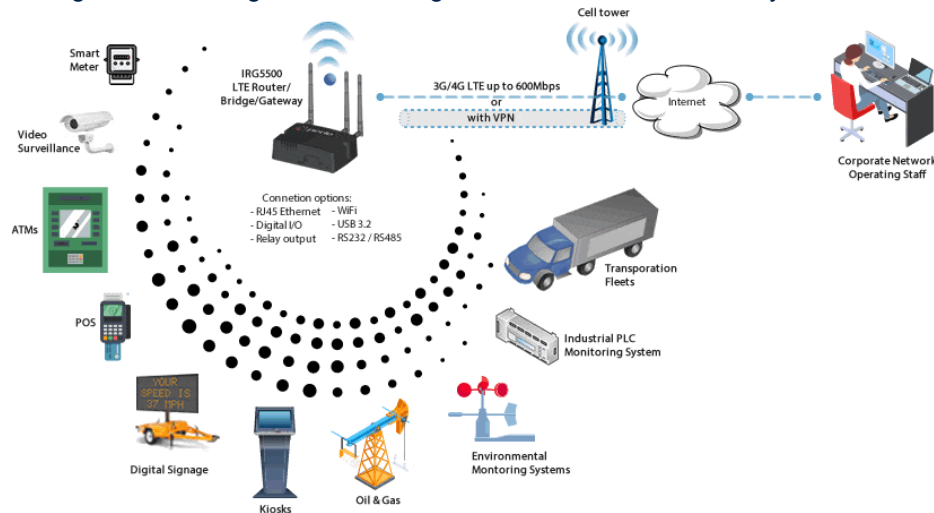 Cell tower
Smart
Meter
IRG5500
LTE Router/
Bridge/Gateway
3G/4G LTE up to 600Mbps
or
with VPN
Internet
Video
Surveillance
Corporate Network
Operating Staff
Connetion options:
- RJ45 Ethernet - WiFi
- Digital I/O - USB 3.2
- Relay output - RS232 / RS485
ATMs
Transporation
Fleets
POS
Industrial PLC
Monitoring System
YOUR
SPEED IS
37 MPH
Digital Signage
Kiosks
Oil & Gas
Environmental
Montoring Systems